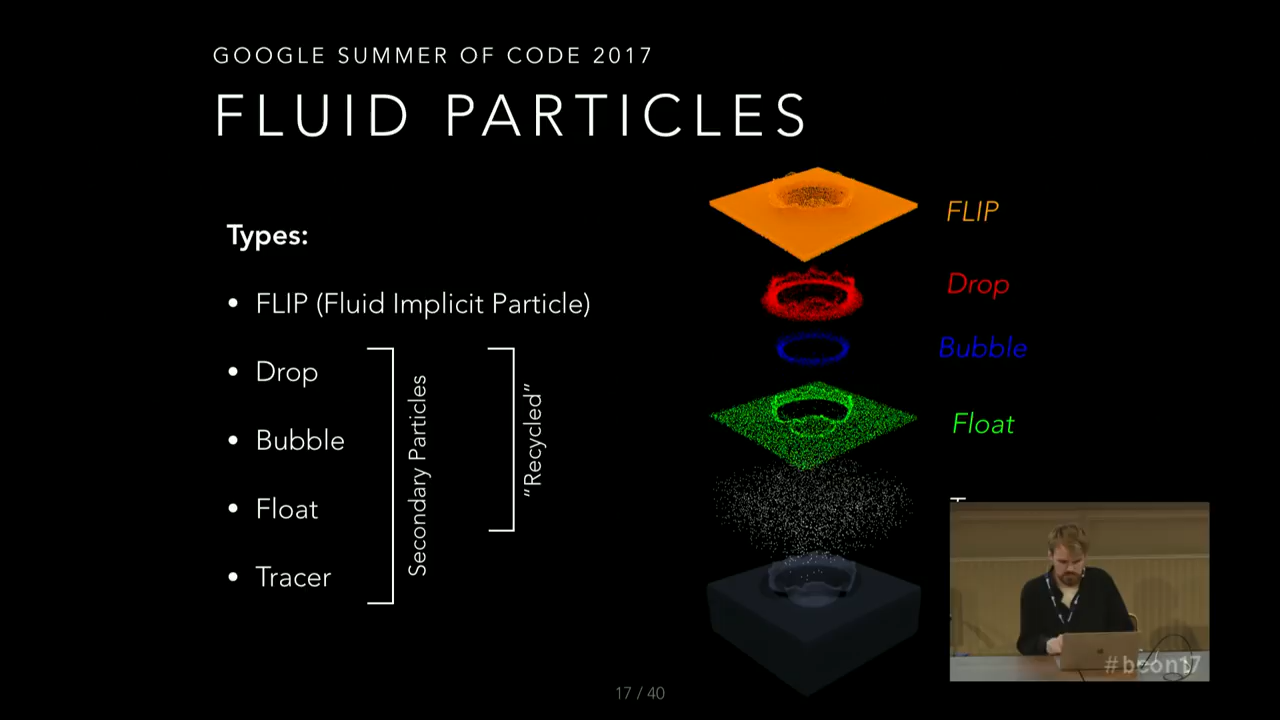 GOOGLE SUMMER OF CODE 2017
FLUID PARTICLES
Types:
• FLIP (Fluid Implicit Particle)
• Drop
• Bubble
• Float
• Tracer
Secondary Particles
“Recycled”
FLIP
Drop
Bubble
Float
#bcon17
17 / 40